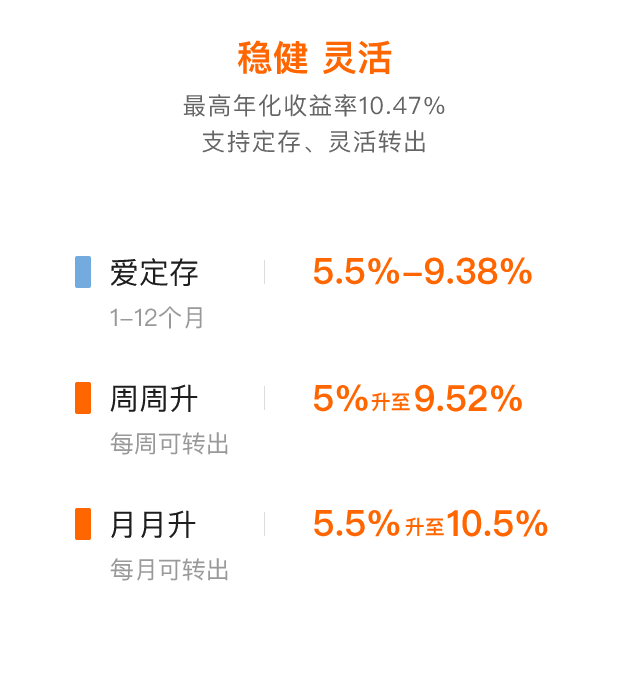 稳健 灵活
最高年化收益率10.47%
支持定存、灵活转出
爱定存 5.5%–9.38%
1–12个月
周周升 5%升至9.52%
每周可转出
月月升 5.5%升至10.5%
每月可转出